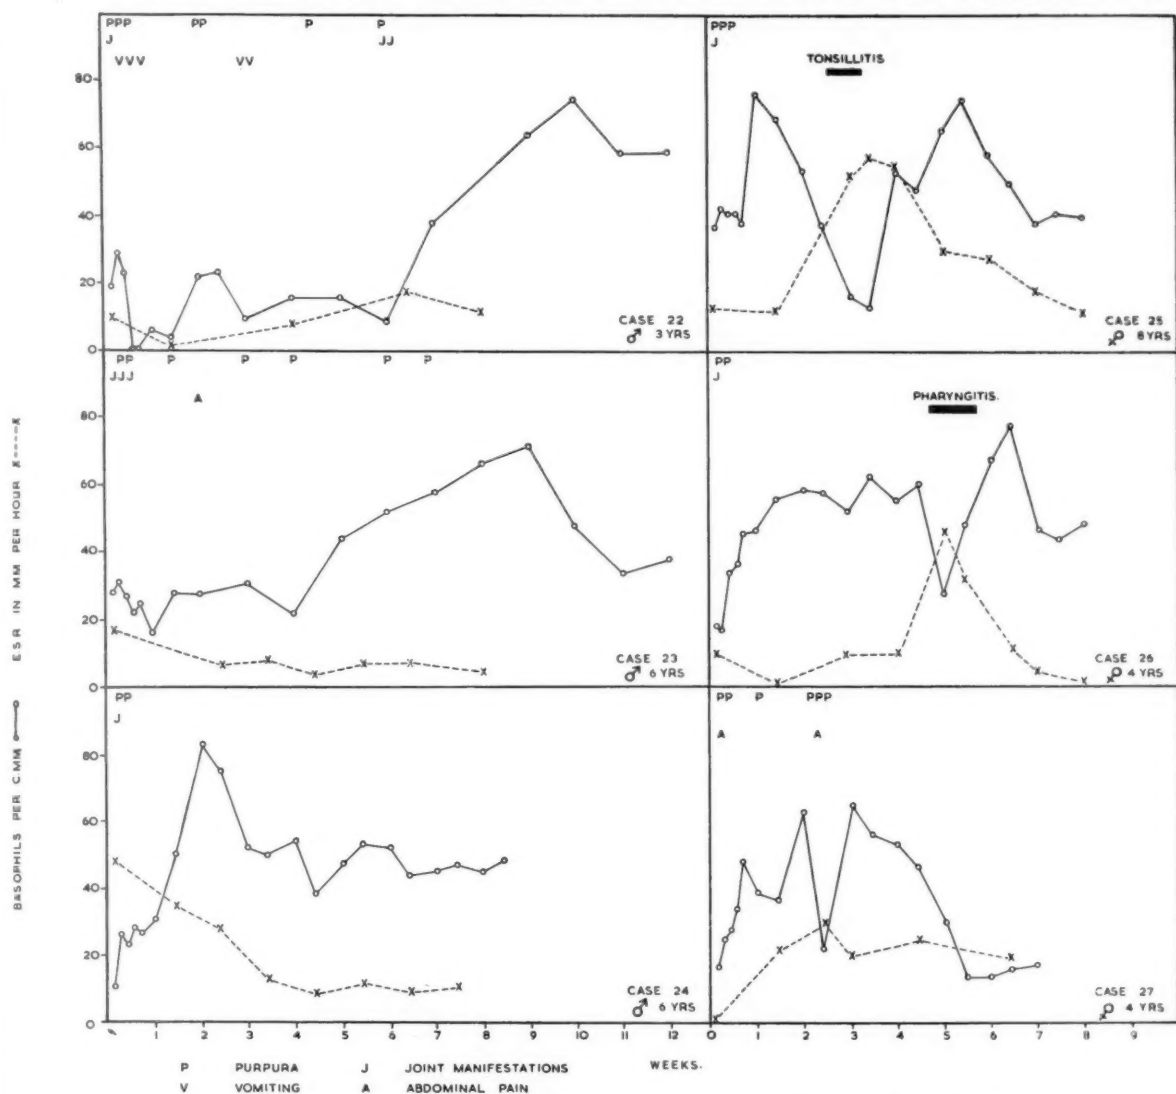 PPP PP P P
J JJ
VVV VV
80
60
40
20
0
CASE 22
♂ 3 YRS
PPP
J
TONSILLITIS
CASE 25
♀ 8 YRS
PP P P P P P
JJJ
A
80
60
40
20
0
CASE 23
♂ 6 YRS
PP
J
PHARYNGITIS.
CASE 26
♀ 4 YRS
PP
J
80
60
40
20
0
CASE 24
♂ 6 YRS
PP P PPP
A A
CASE 27
♀ 4 YRS
1 2 3 4 5 6 7 8 9 10 11 12
1 2 3 4 5 6 7 8 9
WEEKS.
ESR IN MM PER HOUR x----x
BASOPHILS PER C.MM o——o
P PURPURA J JOINT MANIFESTATIONS
V VOMITING A ABDOMINAL PAIN